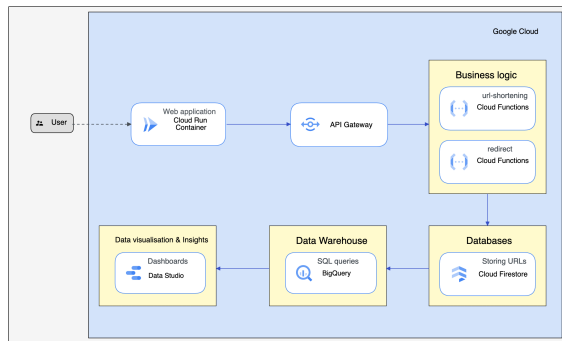 Google Cloud
User
Web application
Cloud Run
Container
API Gateway
Business logic
url-shortening
Cloud Functions
redirect
Cloud Functions
Data visualisation & Insights
Dashboards
Data Studio
Data Warehouse
SQL queries
BigQuery
Databases
Storing URLs
Cloud Firestore